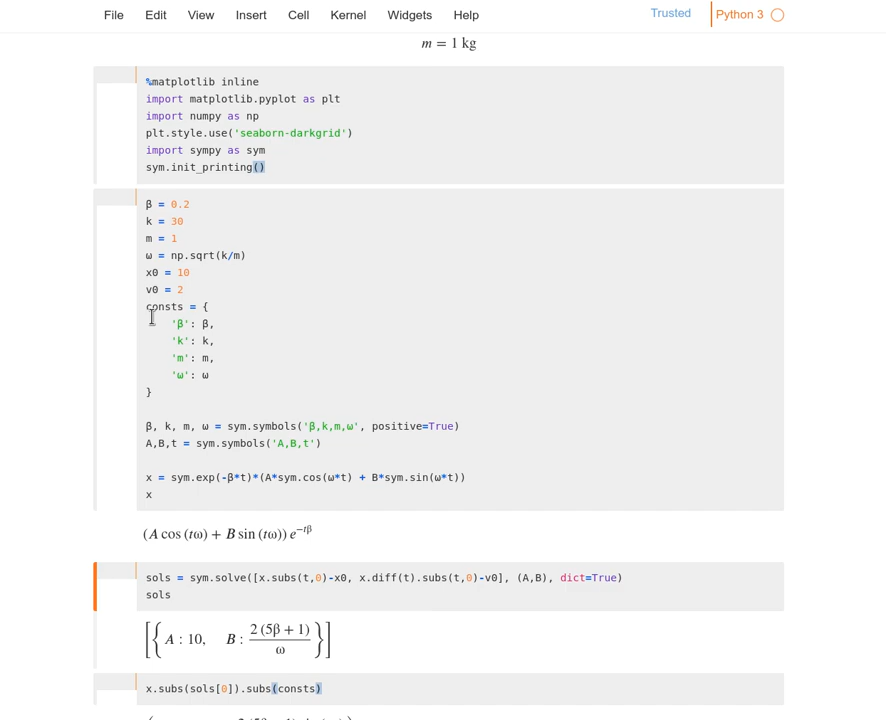 File Edit View Insert Cell Kernel Widgets Help Trusted Python 3
m = 1 kg
%matplotlib inline
import matplotlib.pyplot as plt
import numpy as np
plt.style.use('seaborn-darkgrid')
import sympy as sym
sym.init_printing()
β = 0.2
k = 30
m = 1
ω = np.sqrt(k/m)
x0 = 10
v0 = 2
consts = {
'β': β,
'k': k,
'm': m,
'ω': ω
}
β, k, m, ω = sym.symbols('β,k,m,ω', positive=True)
A,B,t = sym.symbols('A,B,t')
x = sym.exp(-β*t)*(A*sym.cos(ω*t) + B*sym.sin(ω*t))
x
(A cos (tω) + B sin (tω)) e^{−tβ}
sols = sym.solve([x.subs(t,0)-x0, x.diff(t).subs(t,0)-v0], (A,B), dict=True)
sols
[{A : 10, B : 2 (5β + 1) / ω}]
x.subs(sols[0]).subs(consts)